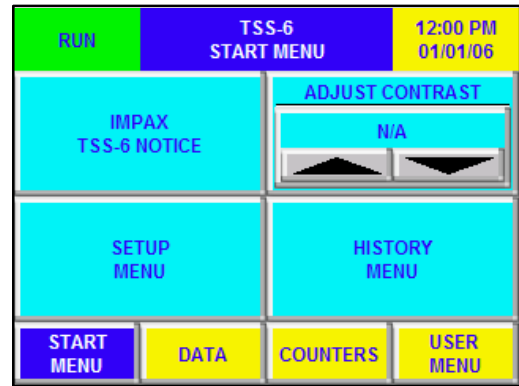 RUN
TSS-6
START MENU
12:00 PM
01/01/06
IMPAX
TSS-6 NOTICE
ADJUST CONTRAST
N/A
SETUP
MENU
HISTORY
MENU
START
MENU
DATA
COUNTERS
USER
MENU